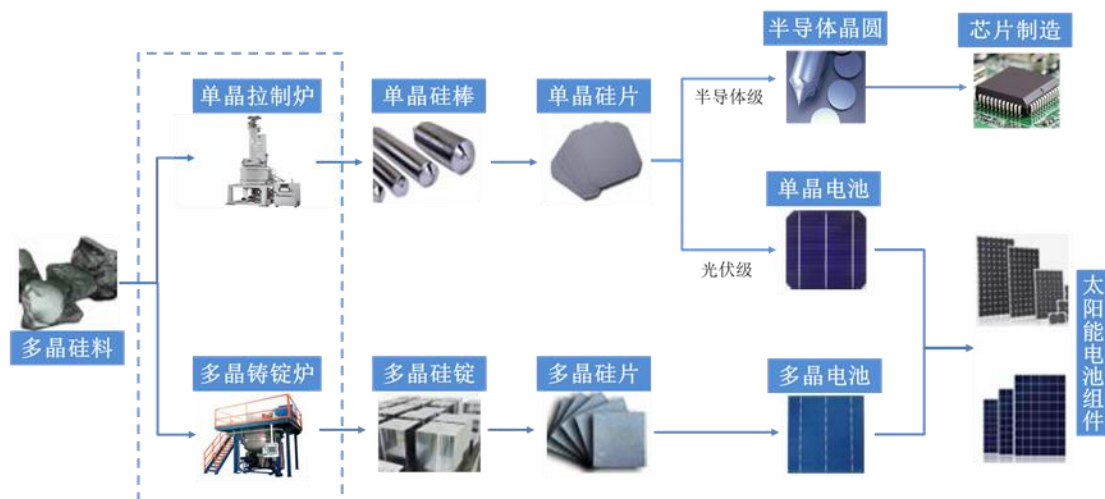 半导体晶圆
芯片制造
单晶拉制炉
单晶硅棒
单晶硅片
半导体级
单晶电池
光伏级
多晶硅料
太阳能电池组件
多晶铸锭炉
多晶硅锭
多晶硅片
多晶电池